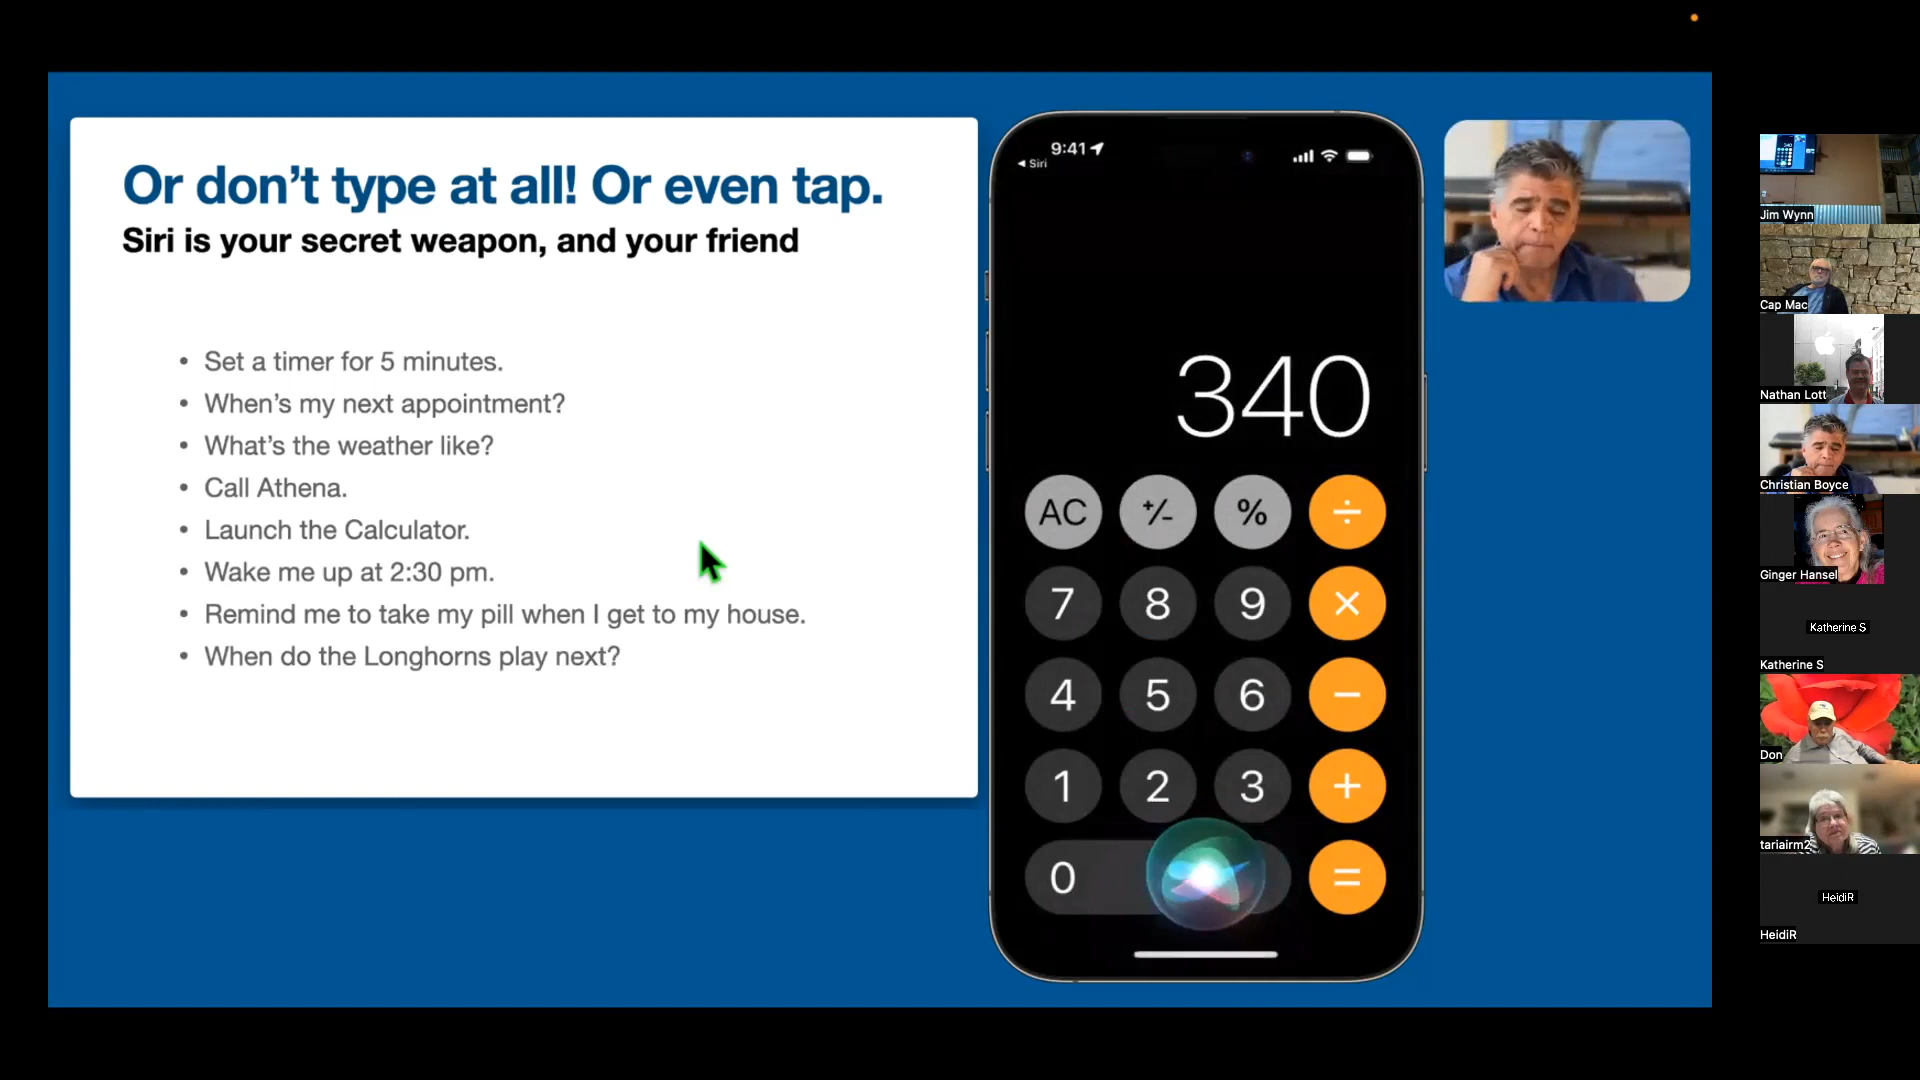 Or don’t type at all! Or even tap.
Siri is your secret weapon, and your friend
• Set a timer for 5 minutes.
• When’s my next appointment?
• What’s the weather like?
• Call Athena.
• Launch the Calculator.
• Wake me up at 2:30 pm.
• Remind me to take my pill when I get to my house.
• When do the Longhorns play next?
9:41
◀ Siri
340
AC +/- % ÷
7 8 9 ×
4 5 6 −
1 2 3 +
0 =
Jim Wynn
Cap Mac
Nathan Lott
Christian Boyce
Ginger Hansel
Katherine S
Katherine S
Don
tariairm2
HeidiR
HeidiR